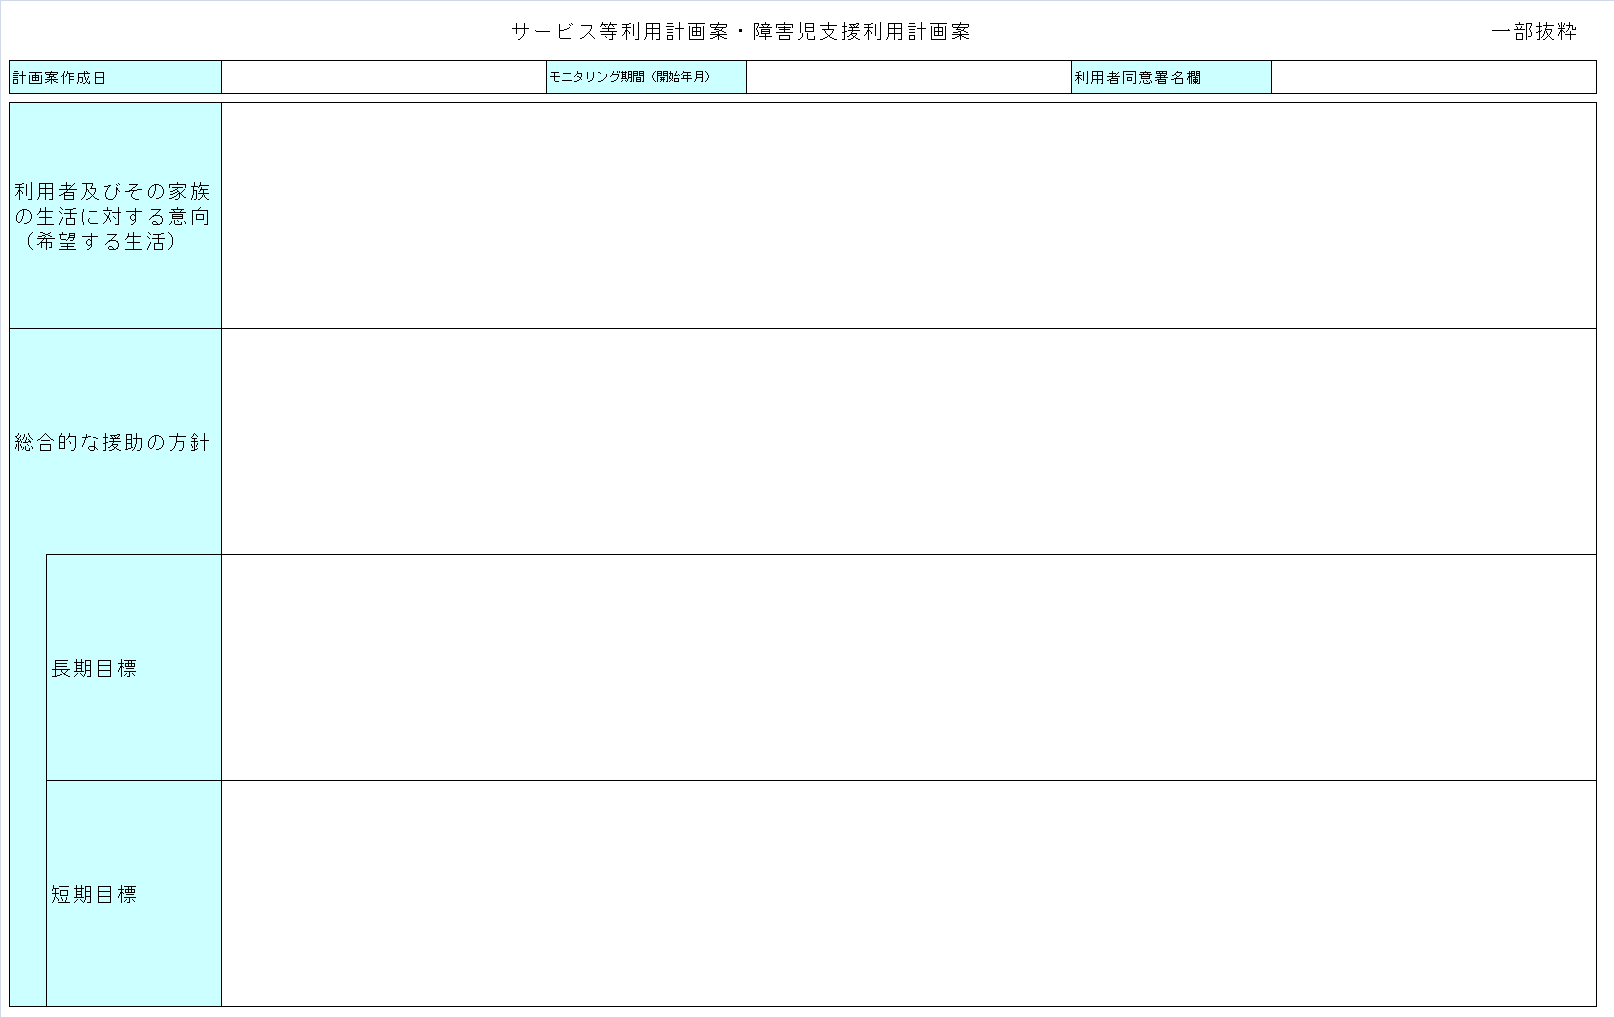 サービス等利用計画案・障害児支援利用計画案
一部抜粋
計画案作成日
モニタリング期間（開始年月）
利用者同意署名欄
利用者及びその家族
の生活に対する意向
（希望する生活）
総合的な援助の方針
長期目標
短期目標